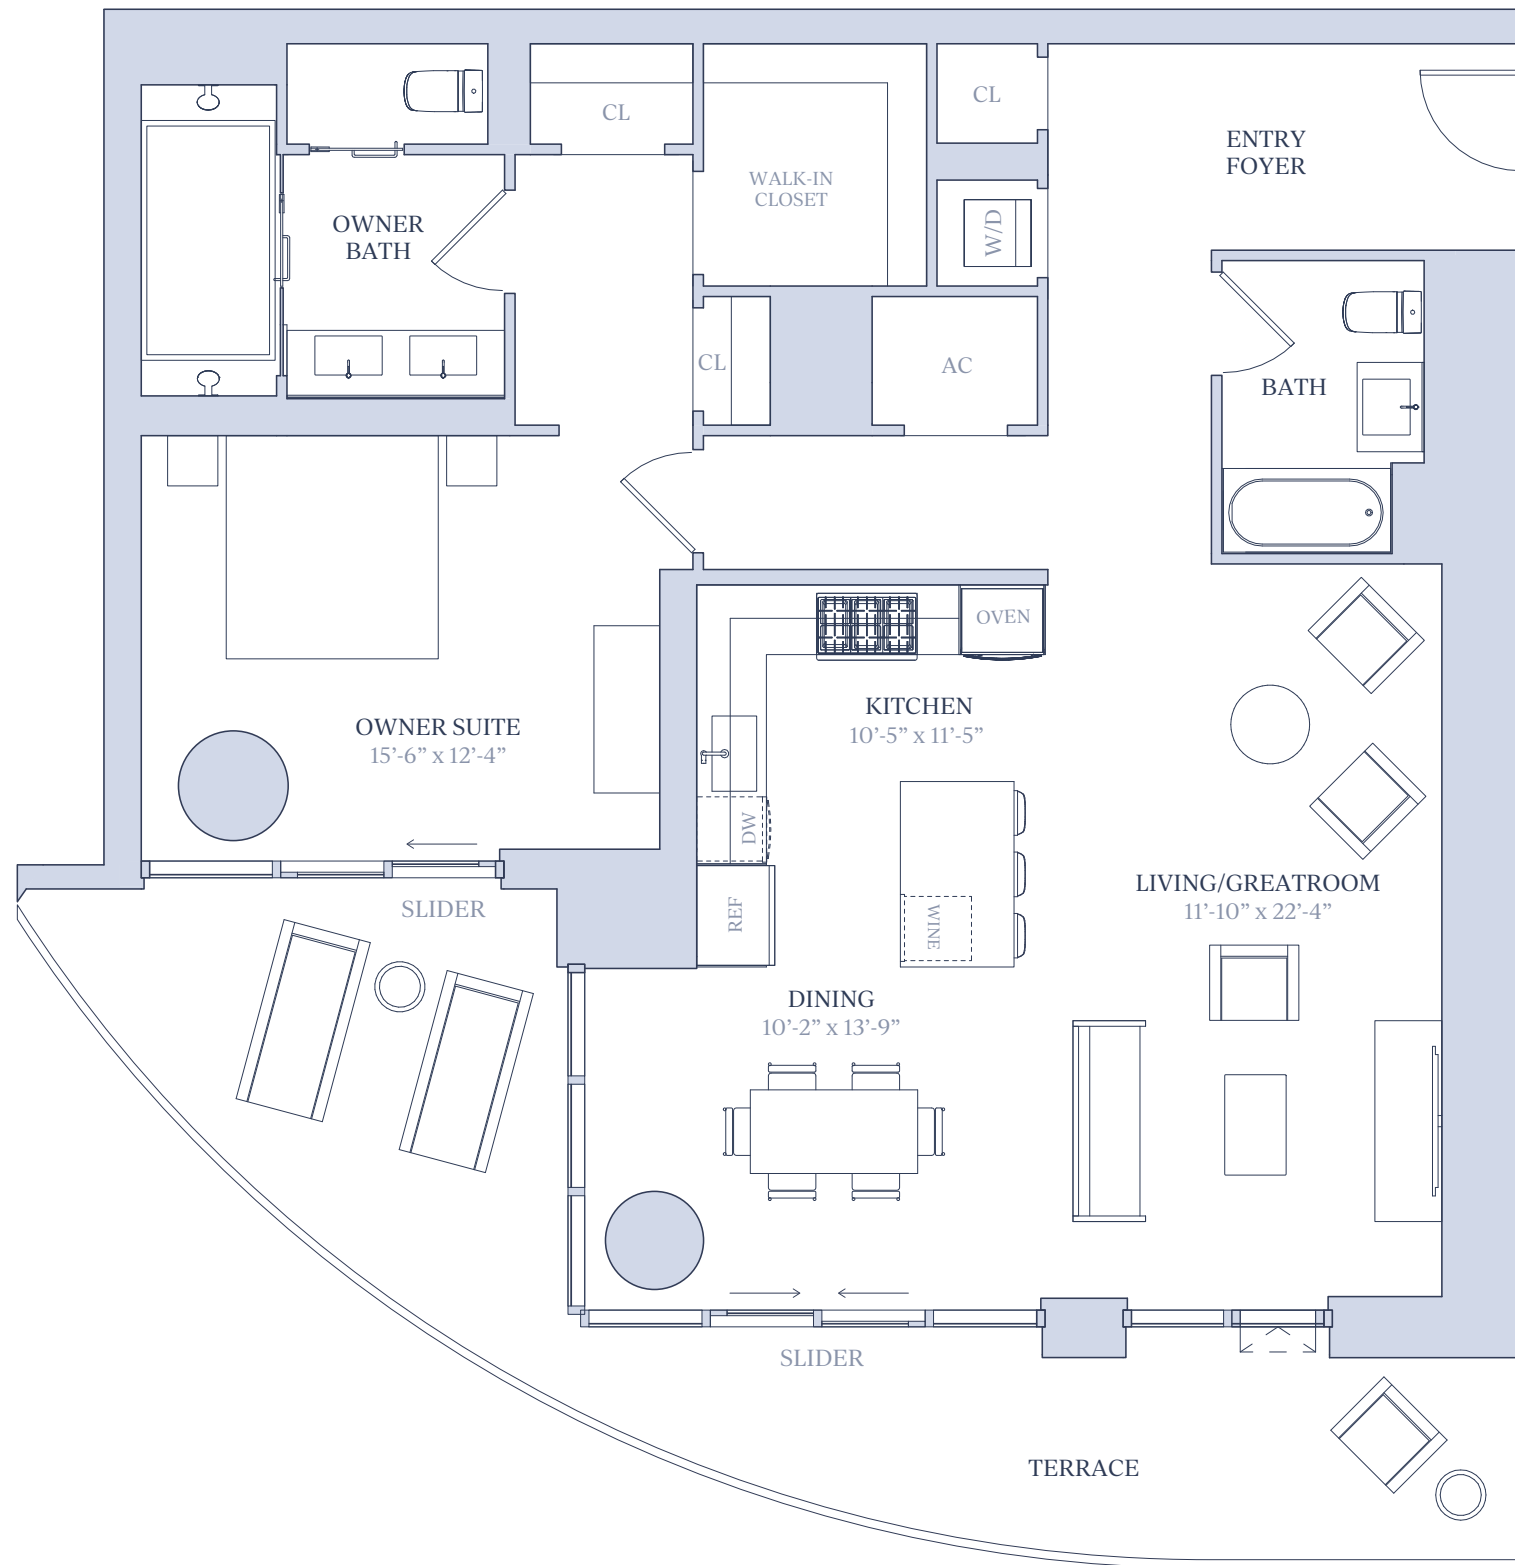 CL
CL
ENTRY
FOYER
WALK-IN
CLOSET
OWNER
BATH
W/D
CL
AC
BATH
OVEN
KITCHEN
10’-5” x 11’-5”
OWNER SUITE
15’-6” x 12’-4”
DW
LIVING/GREATROOM
11’-10” x 22’-4”
SLIDER
REF
WINE
DINING
10’-2” x 13’-9”
SLIDER
TERRACE